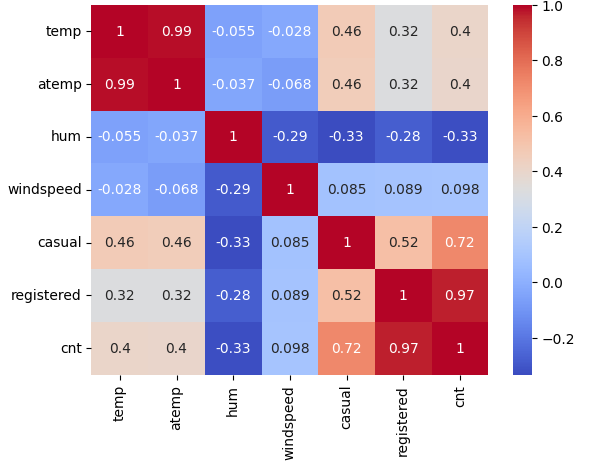 temp 1 0.99 -0.055 -0.028 0.46 0.32 0.4
atemp 0.99 1 -0.037 -0.068 0.46 0.32 0.4
hum -0.055 -0.037 1 -0.29 -0.33 -0.28 -0.33
windspeed -0.028 -0.068 -0.29 1 0.085 0.089 0.098
casual 0.46 0.46 -0.33 0.085 1 0.52 0.72
registered 0.32 0.32 -0.28 0.089 0.52 1 0.97
cnt 0.4 0.4 -0.33 0.098 0.72 0.97 1
temp atemp hum windspeed casual registered cnt
1.0
0.8
0.6
0.4
0.2
0.0
−0.2